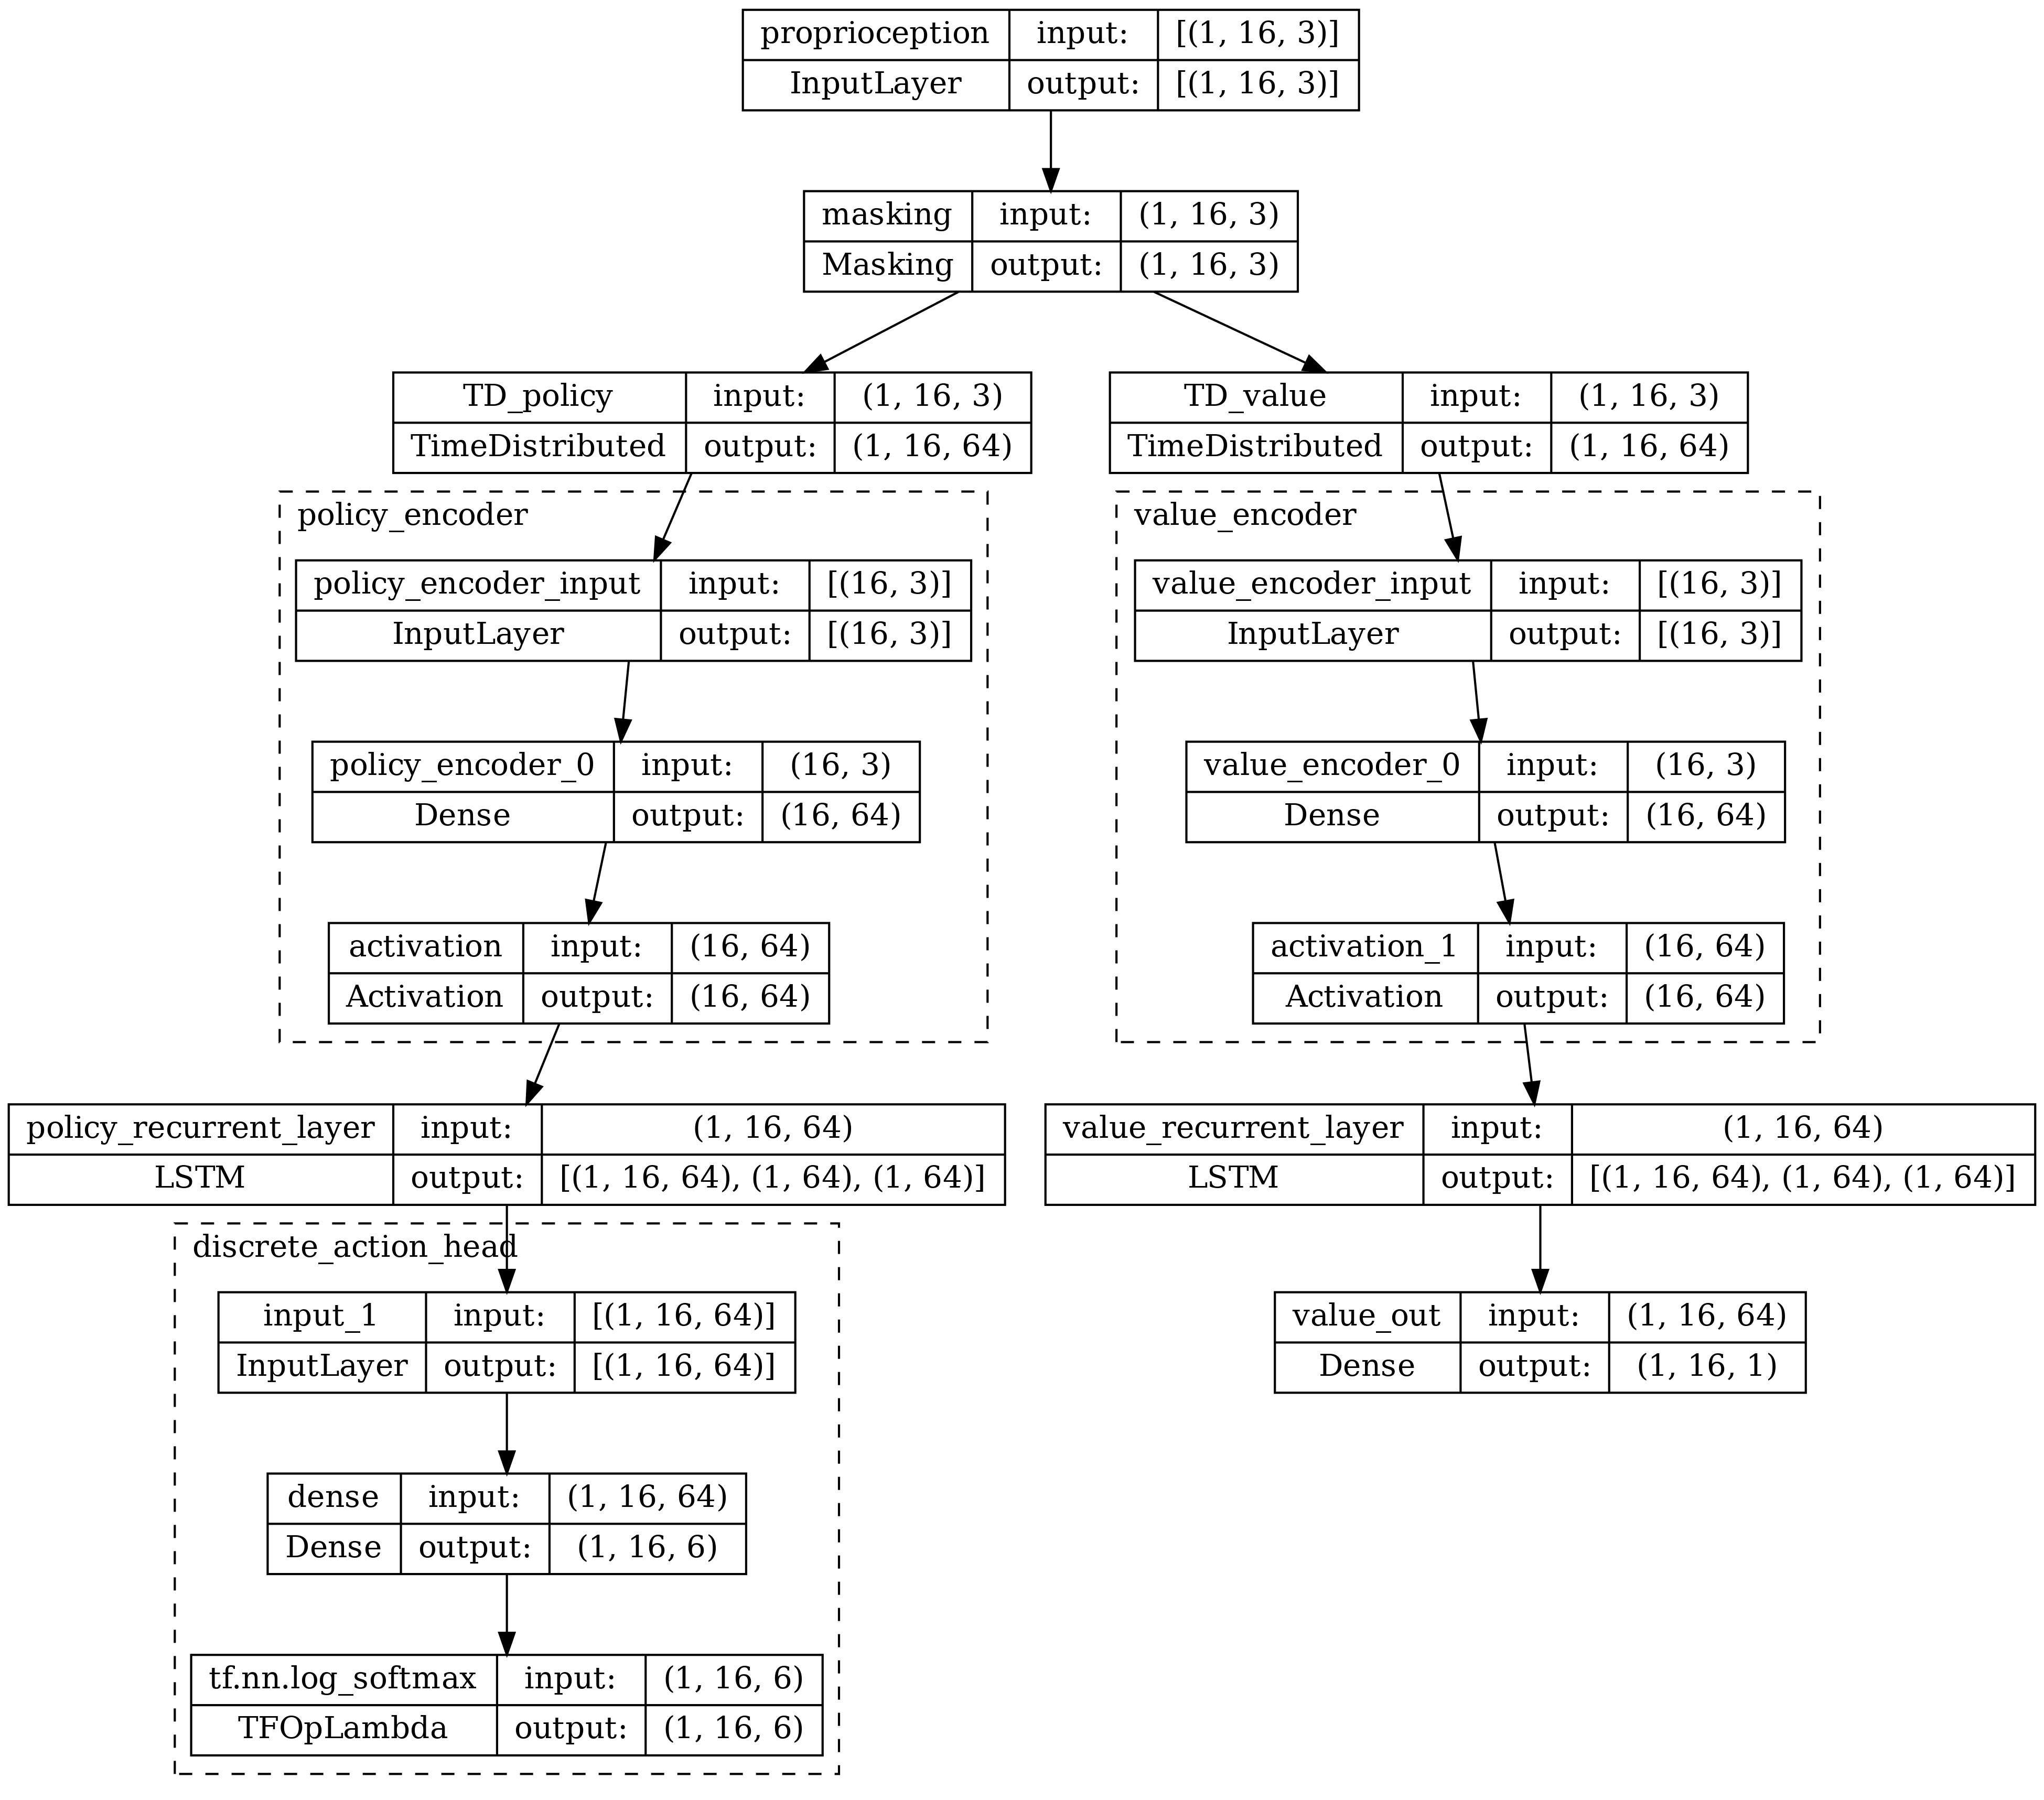 proprioception input: [(1, 16, 3)]
InputLayer output: [(1, 16, 3)]
masking input: (1, 16, 3)
Masking output: (1, 16, 3)
TD_policy input: (1, 16, 3)
TimeDistributed output: (1, 16, 64)
TD_value input: (1, 16, 3)
TimeDistributed output: (1, 16, 64)
policy_encoder
policy_encoder_input input: [(16, 3)]
InputLayer output: [(16, 3)]
policy_encoder_0 input: (16, 3)
Dense output: (16, 64)
activation input: (16, 64)
Activation output: (16, 64)
value_encoder
value_encoder_input input: [(16, 3)]
InputLayer output: [(16, 3)]
value_encoder_0 input: (16, 3)
Dense output: (16, 64)
activation_1 input: (16, 64)
Activation output: (16, 64)
policy_recurrent_layer input: (1, 16, 64)
LSTM output: [(1, 16, 64), (1, 64), (1, 64)]
value_recurrent_layer input: (1, 16, 64)
LSTM output: [(1, 16, 64), (1, 64), (1, 64)]
discrete_action_head
input_1 input: [(1, 16, 64)]
InputLayer output: [(1, 16, 64)]
dense input: (1, 16, 64)
Dense output: (1, 16, 6)
tf.nn.log_softmax input: (1, 16, 6)
TFOpLambda output: (1, 16, 6)
value_out input: (1, 16, 64)
Dense output: (1, 16, 1)